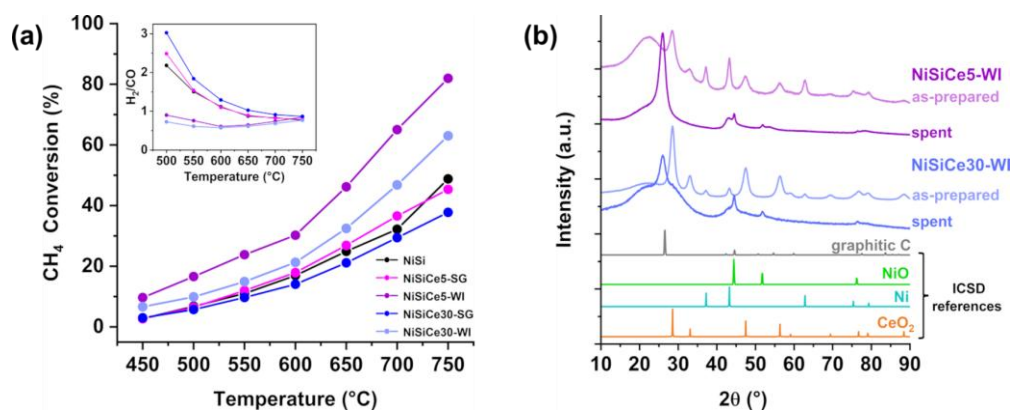 (a)
100
80
60
40
20
0
CH₄ Conversion (%)
450 500 550 600 650 700 750
Temperature (°C)
3
2
1
0
H₂/CO
500 550 600 650 700 750
Temperature (°C)
NiSi
NiSiCe5-SG
NiSiCe5-WI
NiSiCe30-SG
NiSiCe30-WI
(b)
Intensity (a.u.)
NiSiCe5-WI
as-prepared
spent
NiSiCe30-WI
as-prepared
spent
graphitic C
NiO
Ni
CeO₂
ICSD
references
10 20 30 40 50 60 70 80 90
2θ (°)